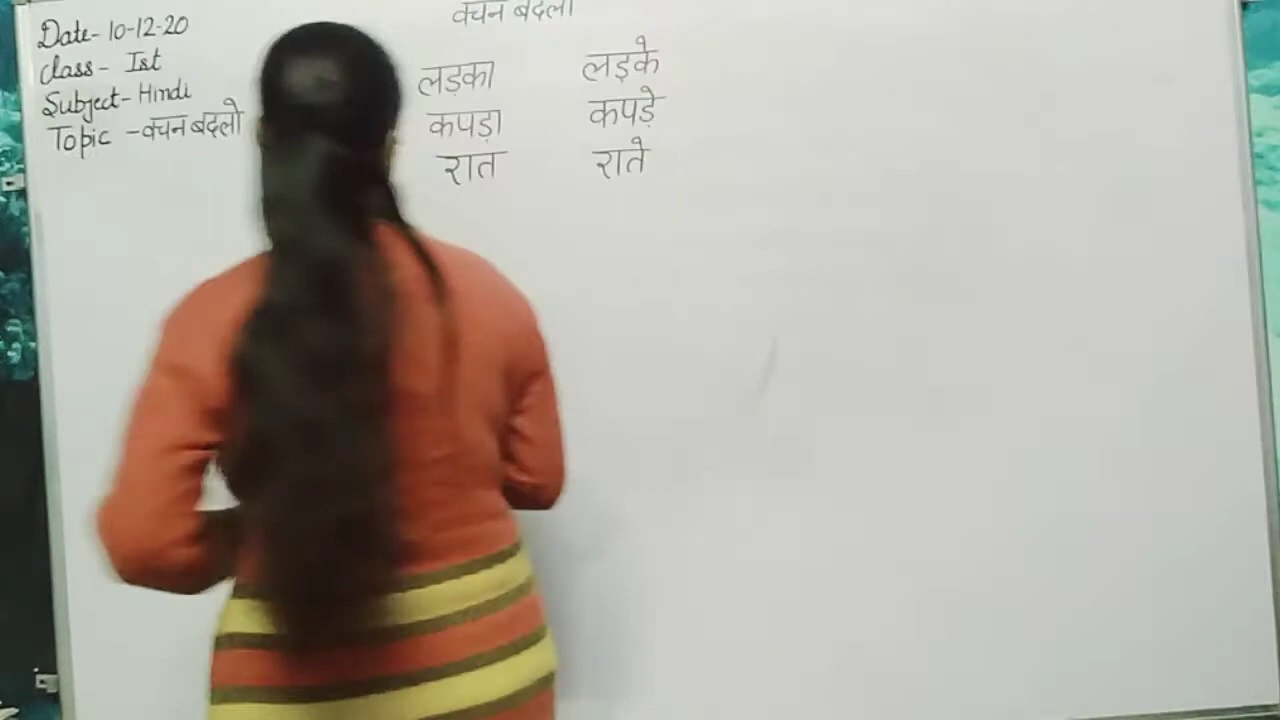 वचन बदलो
Date- 10-12-20
Class- Ist
Subject- Hindi
Topic -वचन बदलो
लड़का लड़के
कपड़ा कपड़े
रात राते